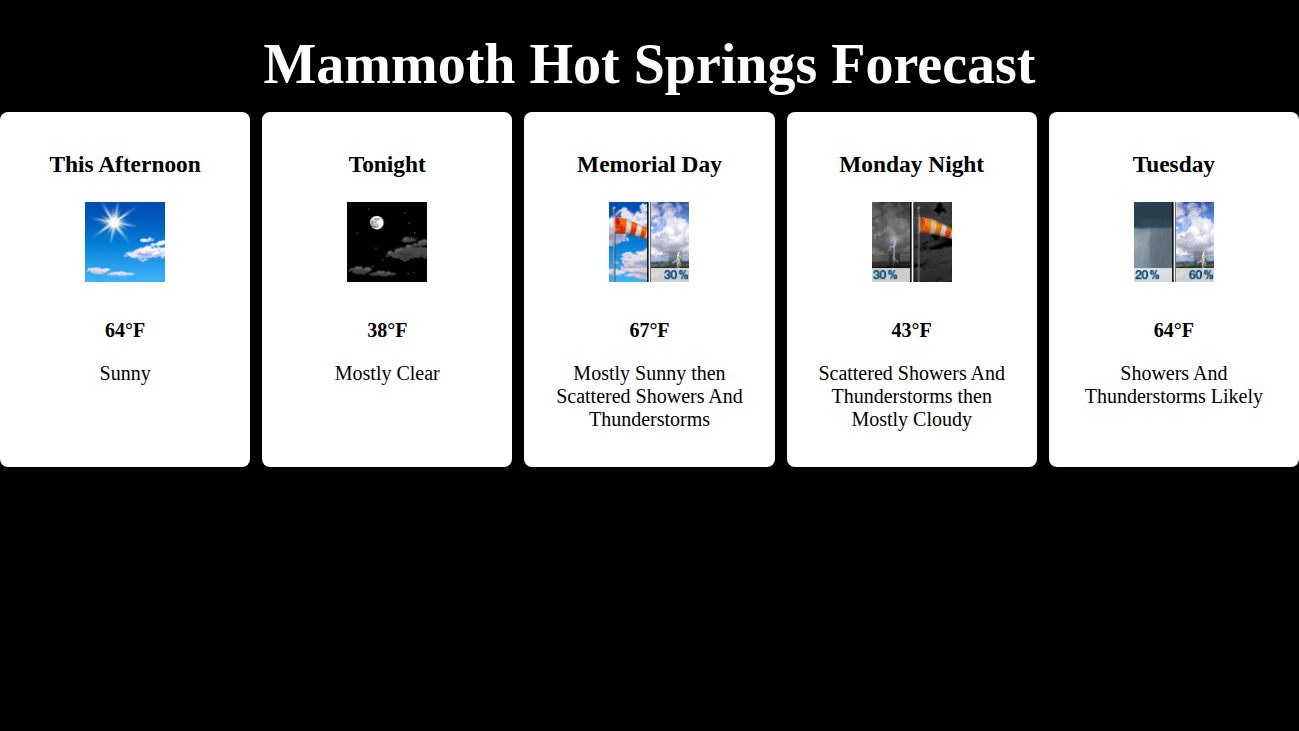 Mammoth Hot Springs Forecast
This Afternoon
64°F
Sunny
Tonight
38°F
Mostly Clear
Memorial Day
30%
67°F
Mostly Sunny then
Scattered Showers And
Thunderstorms
Monday Night
30%
43°F
Scattered Showers And
Thunderstorms then
Mostly Cloudy
Tuesday
20% 60%
64°F
Showers And
Thunderstorms Likely